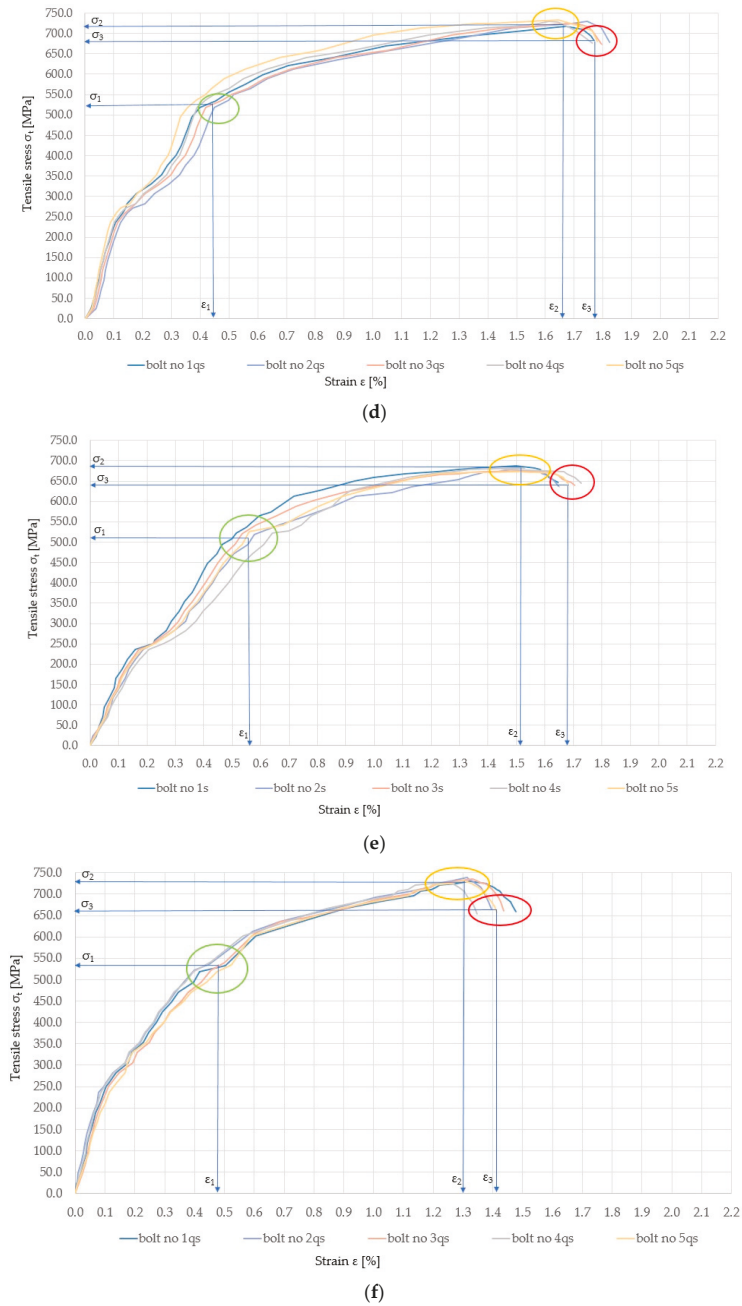 750.0
σ2
700.0
σ3
650.0
600.0
550.0
σ1
500.0
450.0
400.0
350.0
300.0
250.0
200.0
150.0
100.0
50.0
0.0
Tensile sress σt [MPa]
ε1
ε2
ε3
0.0 0.1 0.2 0.3 0.4 0.5 0.6 0.7 0.8 0.9 1.0 1.1 1.2 1.3 1.4 1.5 1.6 1.7 1.8 1.9 2.0 2.1 2.2
bolt no 1qs bolt no 2qs bolt no 3qs bolt no 4qs bolt no 5qs
Strain ε [%]
(d)
750.0
σ2
700.0
σ3
650.0
600.0
550.0
σ1
500.0
450.0
400.0
350.0
300.0
250.0
200.0
150.0
100.0
50.0
0.0
Tensile stress σt [MPa]
ε1
ε2
ε3
0.0 0.1 0.2 0.3 0.4 0.5 0.6 0.7 0.8 0.9 1.0 1.1 1.2 1.3 1.4 1.5 1.6 1.7 1.8 1.9 2.0 2.1 2.2
bolt no 1s bolt no 2s bolt no 3s bolt no 4s bolt no 5s
Strain ε [%]
(e)
750.0
σ2
700.0
σ3
650.0
600.0
550.0
σ1
500.0
450.0
400.0
350.0
300.0
250.0
200.0
150.0
100.0
50.0
0.0
Tensile stress σt [MPa]
ε1
ε2
ε3
0.0 0.1 0.2 0.3 0.4 0.5 0.6 0.7 0.8 0.9 1.0 1.1 1.2 1.3 1.4 1.5 1.6 1.7 1.8 1.9 2.0 2.1 2.2
bolt no 1qs bolt no 2qs bolt no 3qs bolt no 4qs bolt no 5qs
Strain ε [%]
(f)